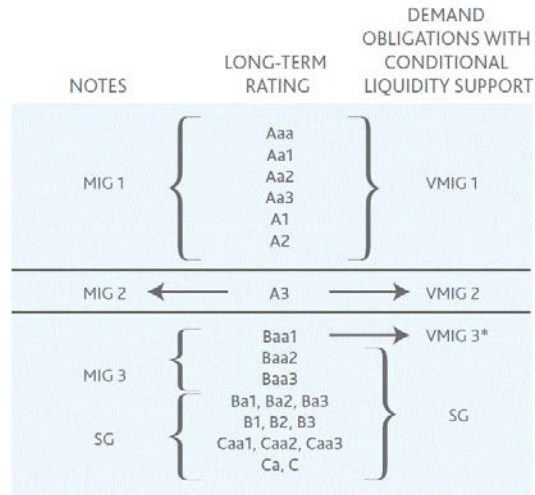 DEMAND
OBLIGATIONS WITH
LONG-TERM CONDITIONAL
NOTES RATING LIQUIDITY SUPPORT
Aaa
Aa1
Aa2
MIG 1 Aa3 VMIG 1
A1
A2
MIG 2 A3 VMIG 2
Baa1 VMIG 3*
Baa2
MIG 3 Baa3
Ba1, Ba2, Ba3
B1, B2, B3 SG
SG Caa1, Caa2, Caa3
Ca, C